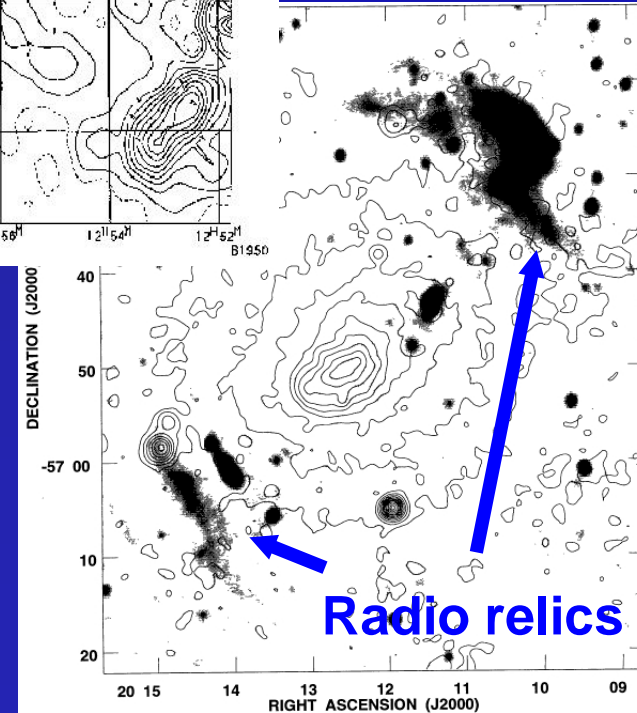 56ᴹ 12ᴴ54ᴹ 12ᴴ52ᴹ
B1950
DECLINATION (J2000
40
50
-57 00
10
20
Radio relics
20 15 14 13 12 11 10 09
RIGHT ASCENSION (J2000)